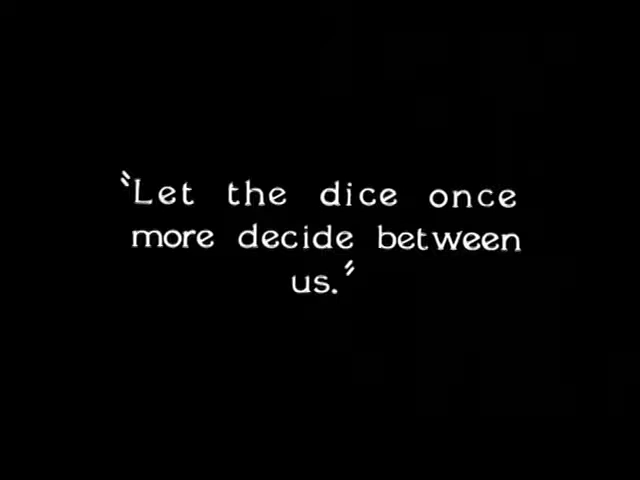 "Let the dice once
more decide between
us."